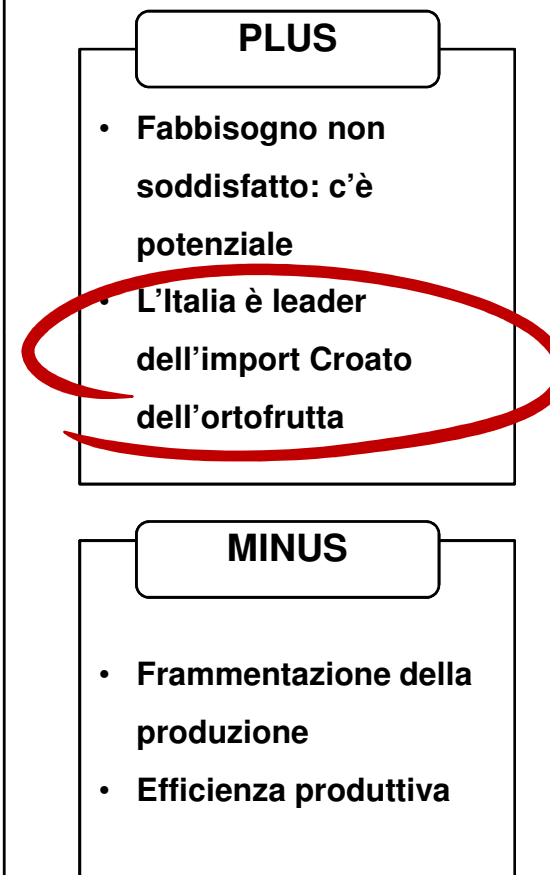 PLUS
• Fabbisogno non
soddisfatto: c'è
potenziale
• L'Italia è leader
dell'import Croato
dell'ortofrutta
MINUS
• Frammentazione della
produzione
• Efficienza produttiva